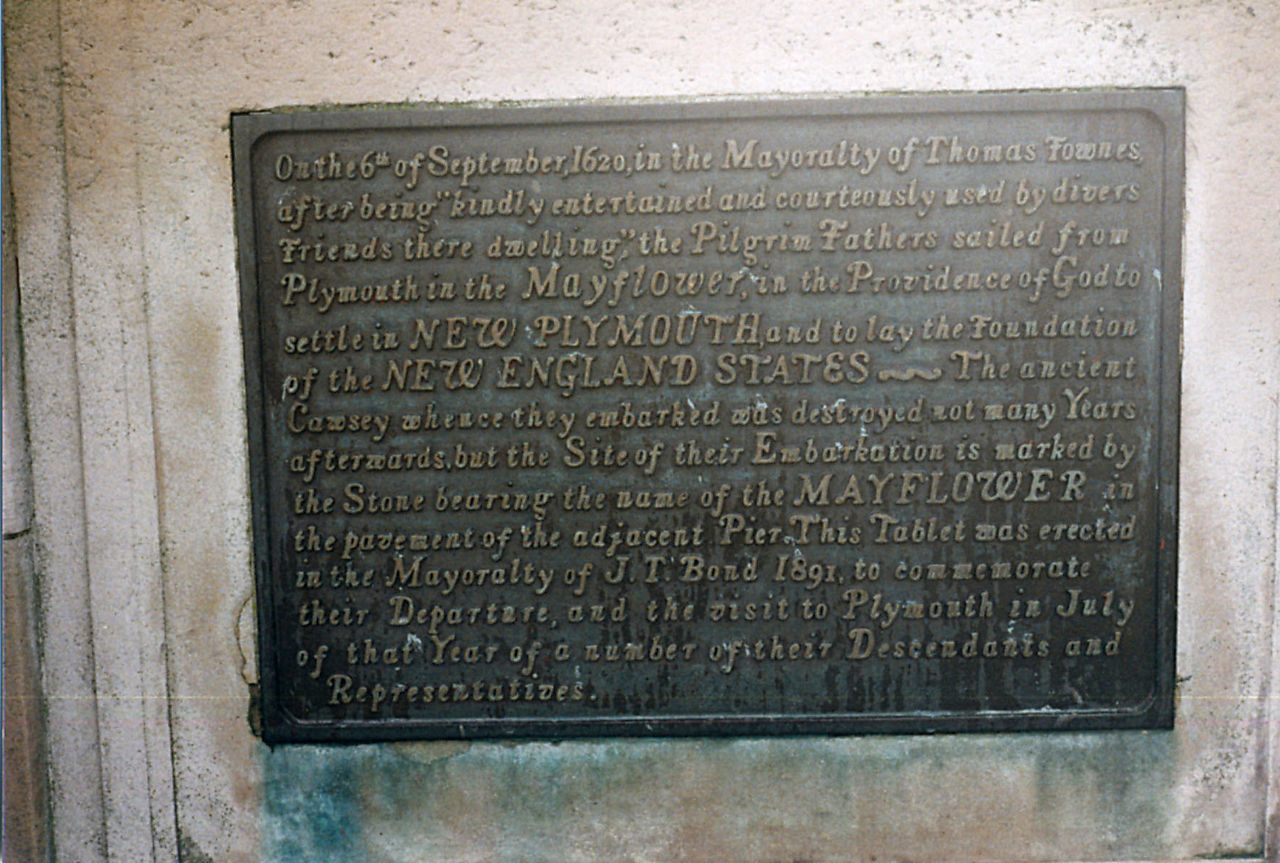 On the 6th of September, 1620, in the Mayoralty of Thomas Townes,
after being "kindly entertained and courteously used by divers
Friends there dwelling," the Pilgrim Fathers sailed from
Plymouth in the Mayflower, in the Providence of God to
settle in NEW PLYMOUTH, and to lay the Foundation
of the NEW ENGLAND STATES ~ The ancient
Cawsey whence they embarked was destroyed not many Years
afterwards, but the Site of their Embarkation is marked by
the Stone bearing the name of the MAYFLOWER in
the pavement of the adjacent Pier. This Tablet was erected
in the Mayoralty of J. T. Bond 1891, to commemorate
their Departure, and the visit to Plymouth in July
of that Year of a number of their Descendants and
Representatives.